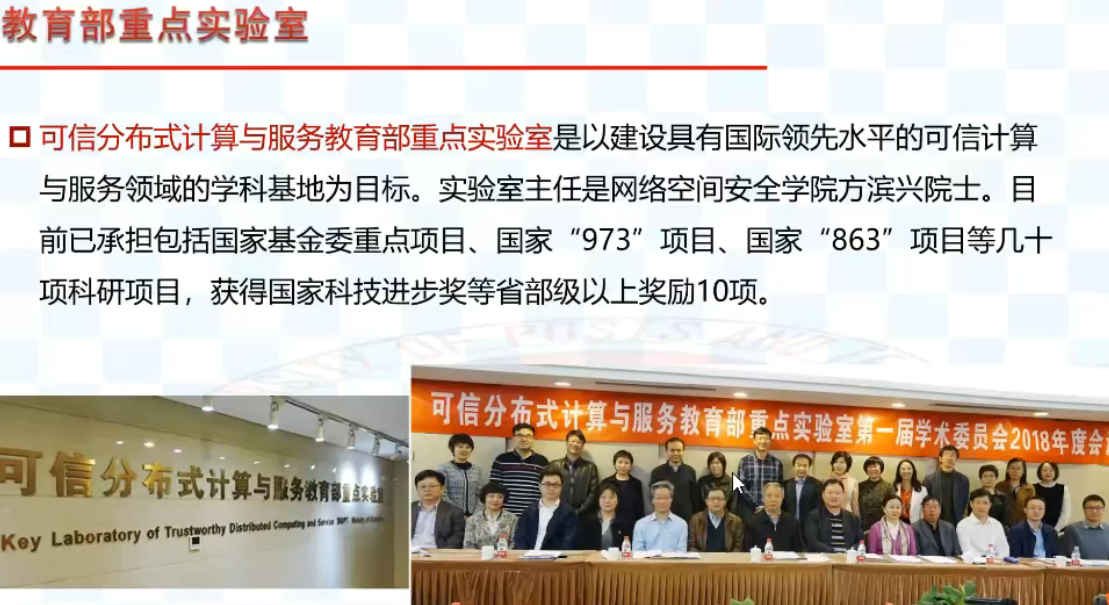 教育部重点实验室
可信分布式计算与服务教育部重点实验室是以建设具有国际领先水平的可信计算
与服务领域的学科基地为目标。实验室主任是网络空间安全学院方滨兴院士。目
前已承担包括国家基金委重点项目、国家“973”项目、国家“863”项目等几十
项科研项目，获得国家科技进步奖等省部级以上奖励10项。
可信分布式计算与服务教育部重点实验室第一届学术委员会2018年度会
可信分布式计算与服务教育部重点实验室
Key Laboratory of Trustworthy Distributed Computing and Service (BUPT) Ministry of Education